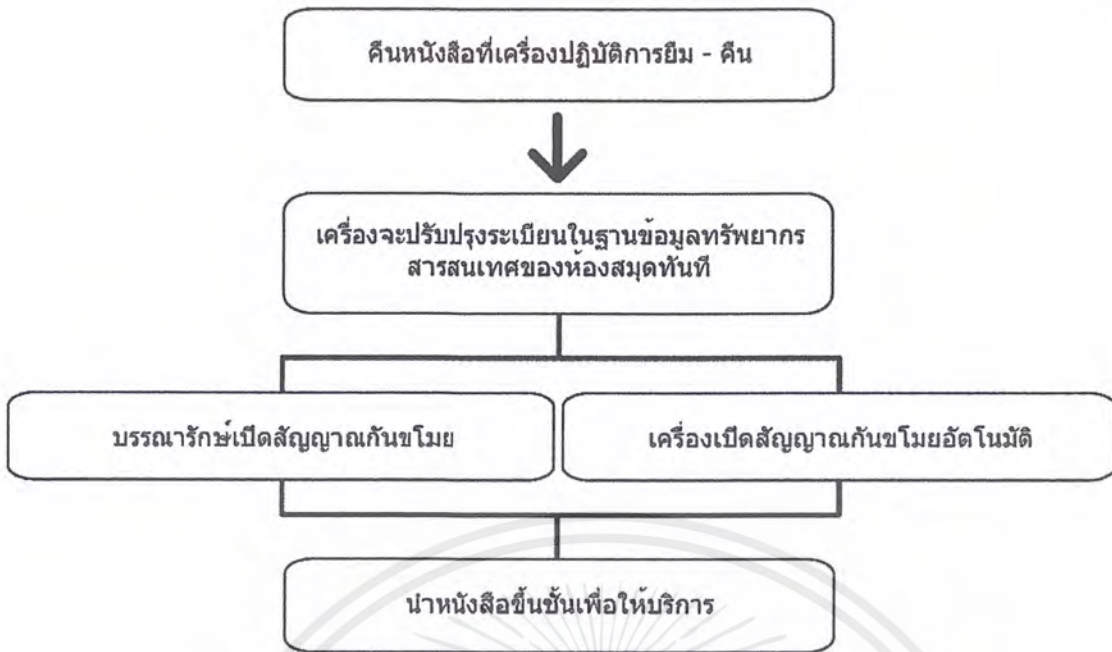 คืนหนังสือที่เครื่องปฏิบัติการยืม - คืน
เครื่องจะปรับปรุงระเบียนในฐานข้อมูลทรัพยากร
สารสนเทศของห้องสมุดทันที
บรรณารักษ์เปิดสัญญาณกันขโมย
เครื่องเปิดสัญญาณกันขโมยอัตโนมัติ
นำหนังสือขึ้นชั้นเพื่อให้บริการ